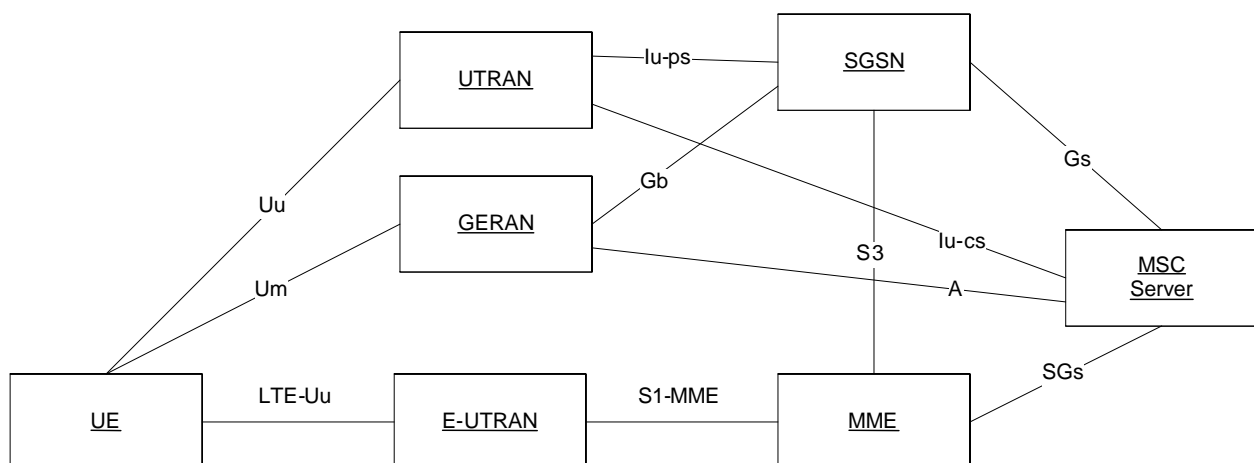 Iu-ps
SGSN
UTRAN
Gs
Gb
Uu
GERAN
Iu-cs
S3
MSC
Server
Um
A
SGs
LTE-Uu
S1-MME
UE
E-UTRAN
MME